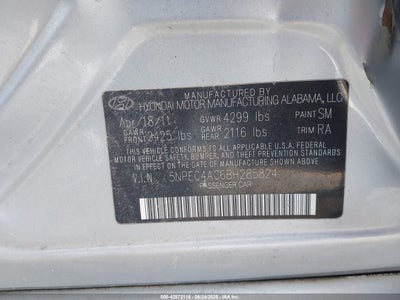 MANUFACTURED BY
HYUNDAI MOTOR MANUFACTURING ALABAMA, LLC
Apr/18/11 GVWR 4299 lbs PAINT SM
GAWR FRONT 2425 lbs GAWR REAR 2116 lbs TRIM RA
THIS VEHICLE CONFORMS TO ALL APPLICABLE U.S. FEDERAL
MOTOR VEHICLE SAFETY, BUMPER, AND THEFT PREVENTION
STANDARDS IN EFFECT ON THE DATE OF MANUFACTURE
SHOWN ABOVE.
V.I.N. : 5NPEC4AC6BH285824
PASSENGER CAR